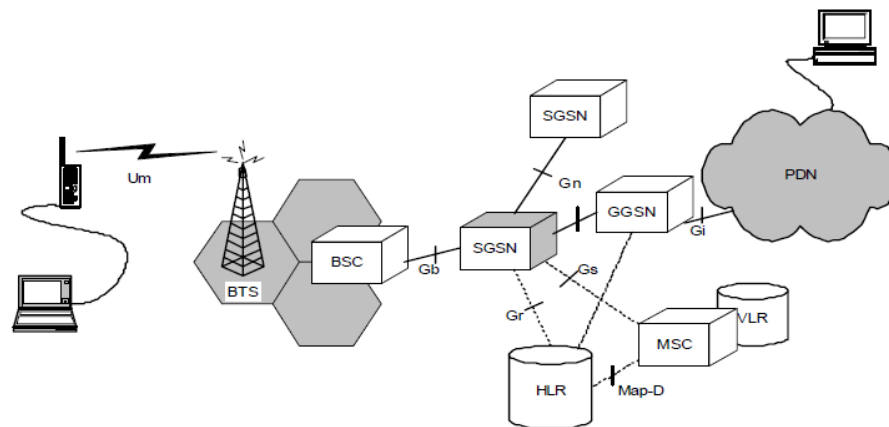 SGSN
Um
PDN
Gn
GGSN
Gi
SGSN
BSC
Gb
Gs
BTS
Gr
VLR
MSC
HLR
Map-D